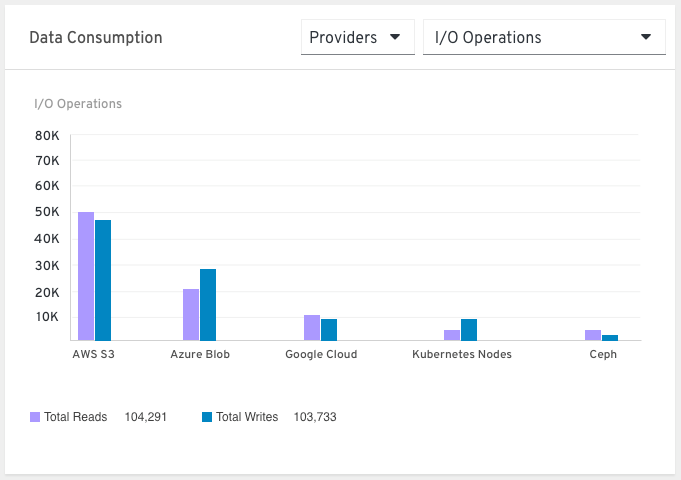 Data Consumption Providers I/O Operations
I/O Operations
80K
70K
60K
50K
40K
30K
20K
10K
AWS S3 Azure Blob Google Cloud Kubernetes Nodes Ceph
Total Reads 104,291 Total Writes 103,733